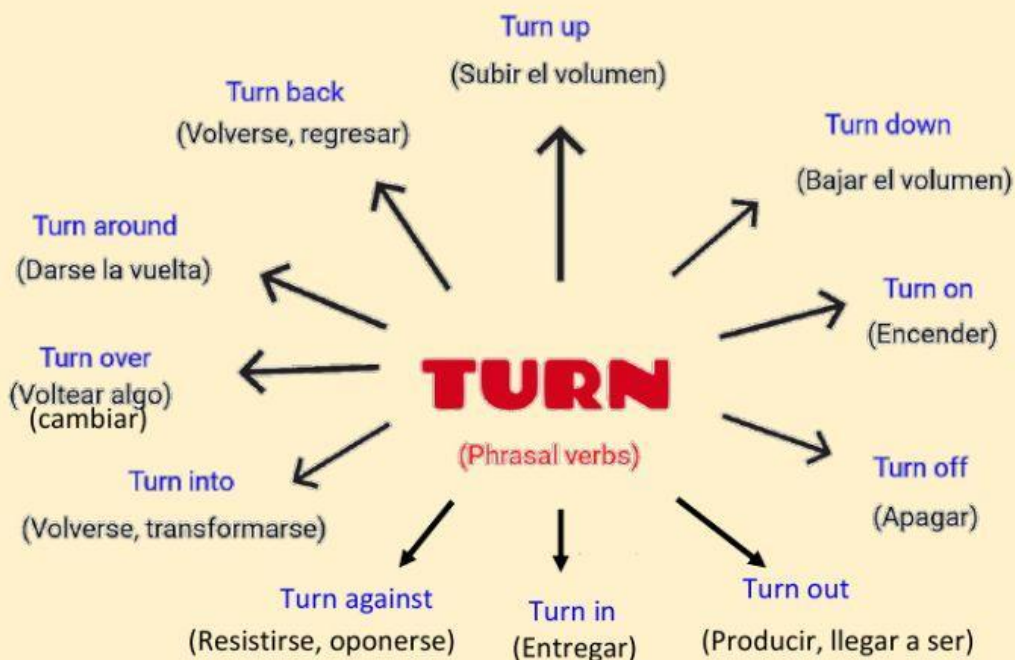 Turn up
(Subir el volumen)
Turn back
(Volverse, regresar)
Turn down
(Bajar el volumen)
Turn around
(Darse la vuelta)
Turn on
(Encender)
Turn over
(Voltear algo)
(cambiar)
TURN
(Phrasal verbs)
Turn into
(Volverse, transformarse)
Turn off
(Apagar)
Turn against
(Resistirse, oponerse)
Turn in
(Entregar)
Turn out
(Producir, llegar a ser)